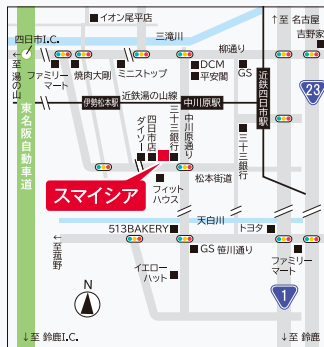 イオン尾平店
↑至 名古屋
四日市I.C.
三滝川
柳通り
吉野家
←至 湯の山
ファミリーマート
焼肉大剛
ミニストップ
DCM
平安閣
GS
近鉄四日市駅
23
近鉄湯の山線
伊勢松本駅
中川原駅
東名阪自動車道
ダイソー
四日市店
三十三銀行
中川原通り
三十三銀行
スマイシア
フィット
ハウス
松本街道
天白川
513BAKERY
トヨタ
←至菰野
GS 笹川通り
ファミリー
マート
イエロー
ハット
N
1
↓至 鈴鹿I.C.
↓至 鈴鹿